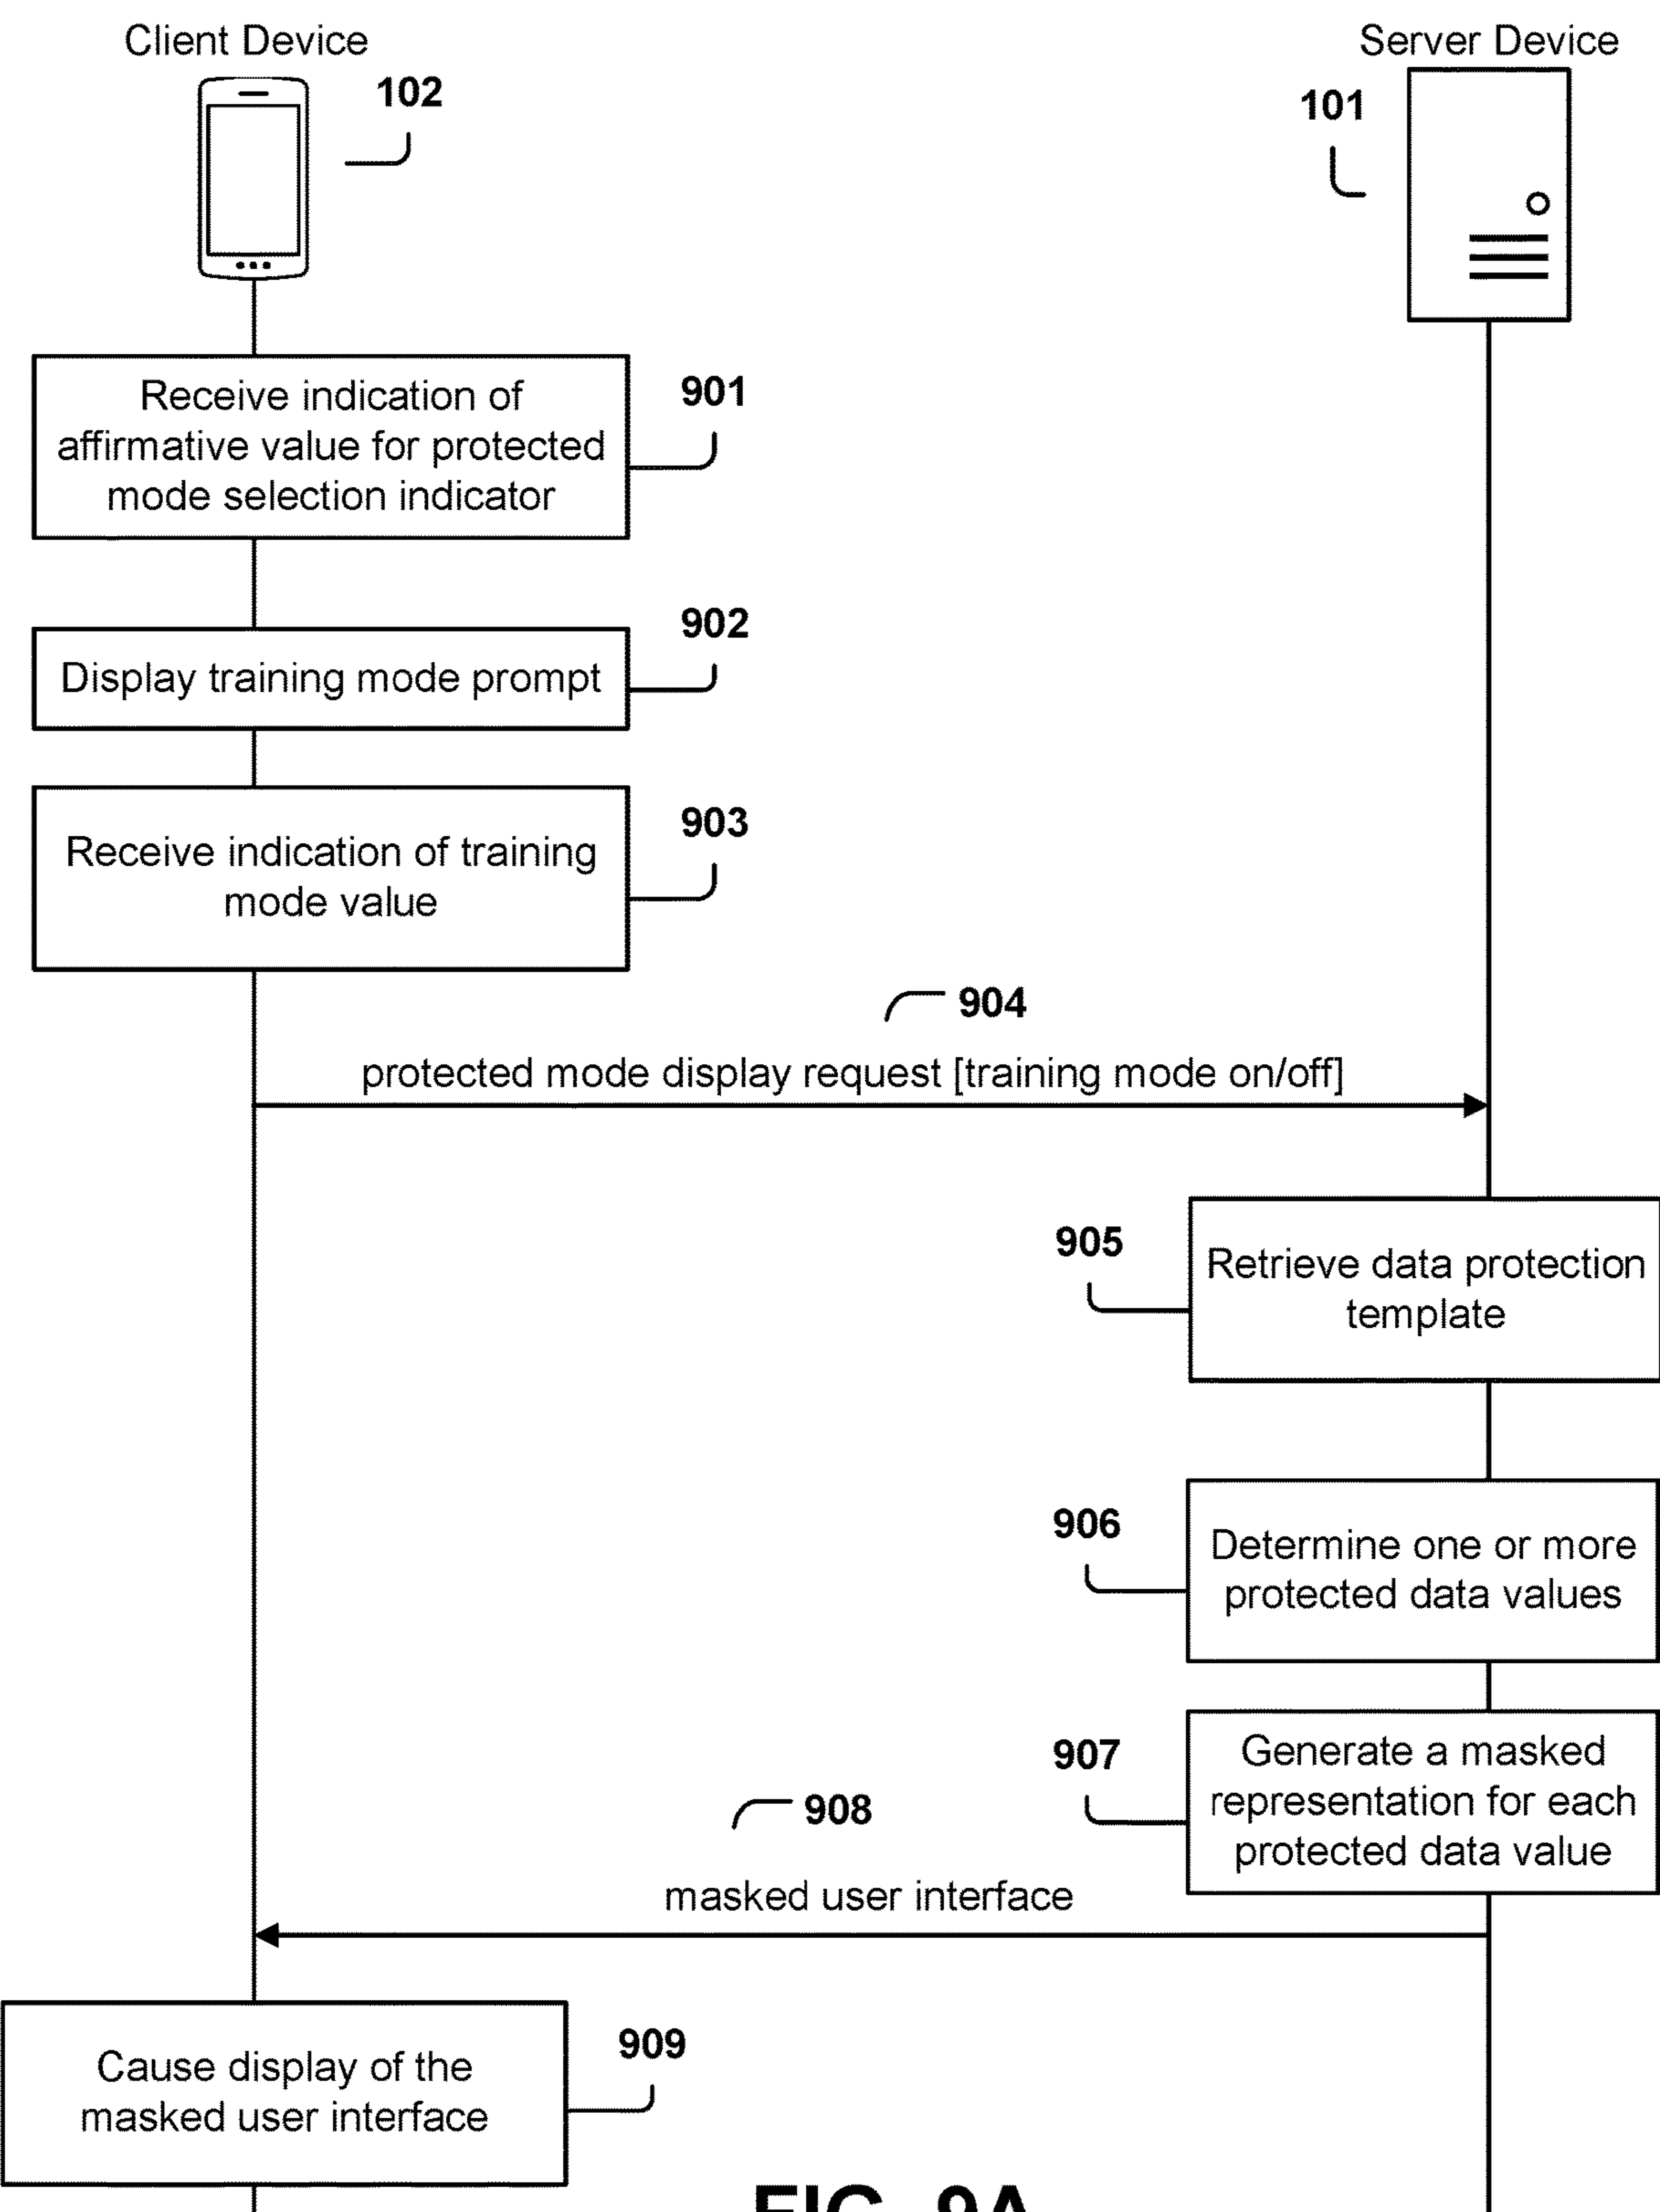 Client Device
102
Server Device
101
Receive indication of
affirmative value for protected
mode selection indicator
901
Display training mode prompt
902
Receive indication of training
mode value
903
904
protected mode display request [training mode on/off]
905
Retrieve data protection
template
906
Determine one or more
protected data values
907
Generate a masked
representation for each
protected data value
908
masked user interface
Cause display of the
masked user interface
909
FIG. 9A